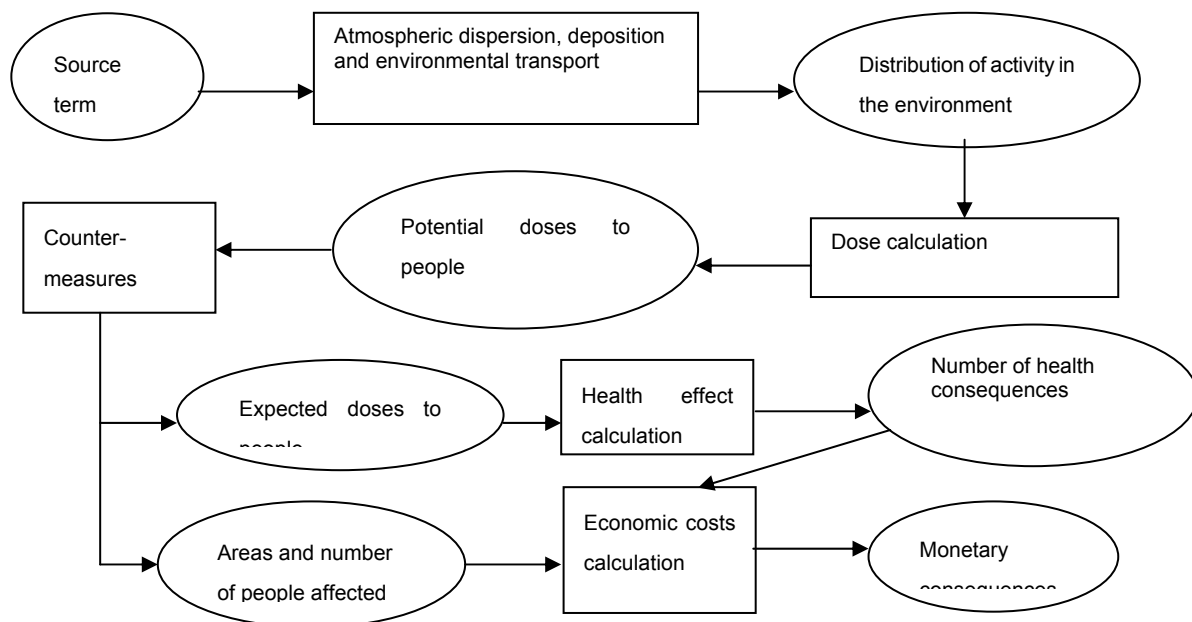 Source
term
Atmospheric dispersion, deposition
and environmental transport
Distribution of activity in
the environment
Dose calculation
Potential doses to
people
Counter-
measures
Expected doses to
people
Health effect
calculation
Number of health
consequences
Areas and number
of people affected
Economic costs
calculation
Monetary
consequences